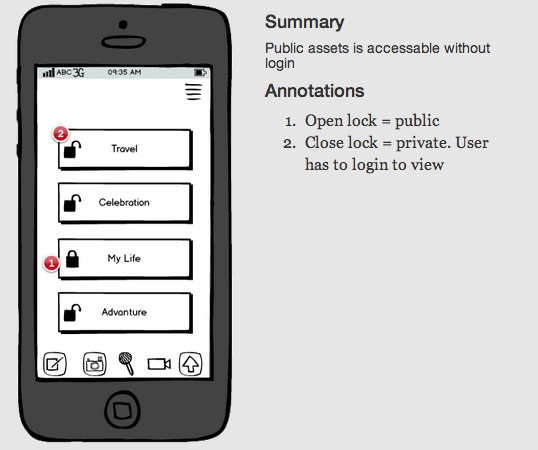 ABC 3G 09:35 AM
2
Travel
Celebration
My Life
1
Advanture
Summary
Public assets is accessable without
login
Annotations
1. Open lock = public
2. Close lock = private. User
has to login to view